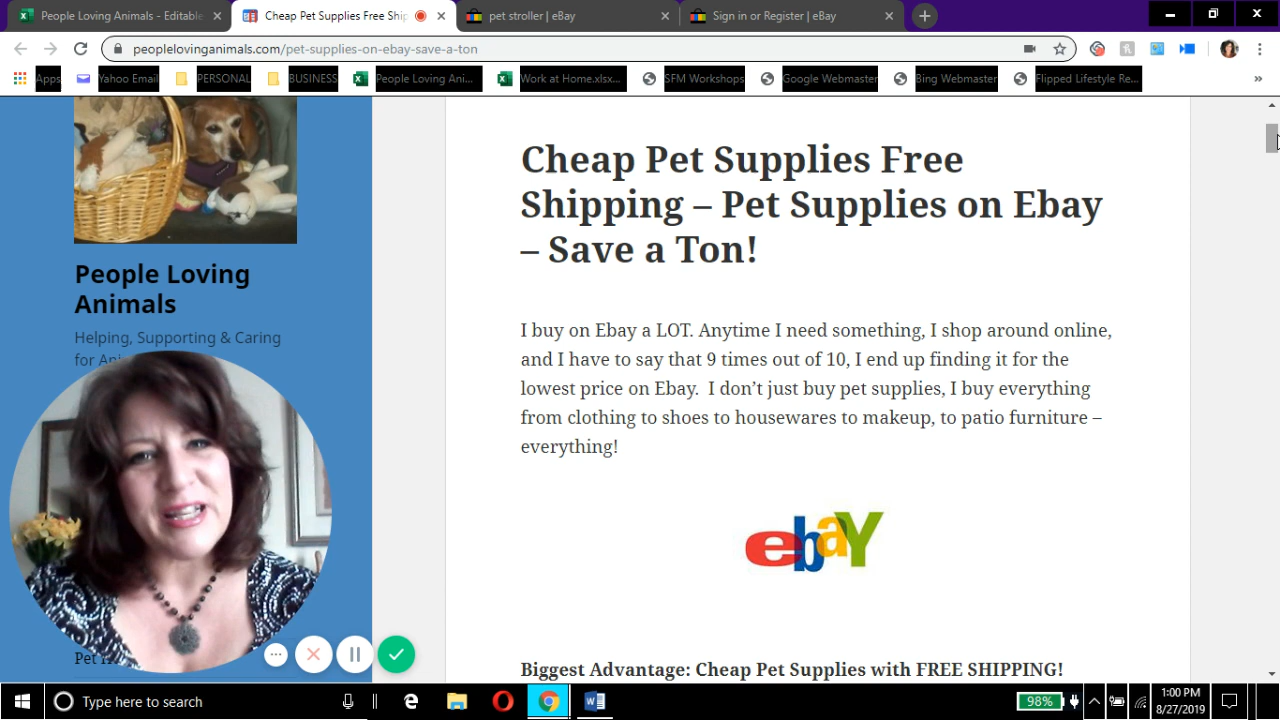 People Loving Animals - Editable
Cheap Pet Supplies Free Ship
pet stroller | eBay
Sign in or Register | eBay
peoplelovinganimals.com/pet-supplies-on-ebay-save-a-ton
Apps
Yahoo Email
PERSONAL
BUSINESS
People Loving Ani...
Work at Home.xlsx...
SFM Workshops
Google Webmaster
Bing Webmaster
Flipped Lifestyle Re...
»
People Loving
Animals
Helping, Supporting & Caring
for
Pet
Cheap Pet Supplies Free
Shipping – Pet Supplies on Ebay
– Save a Ton!
I buy on Ebay a LOT. Anytime I need something, I shop around online,
and I have to say that 9 times out of 10, I end up finding it for the
lowest price on Ebay.  I don’t just buy pet supplies, I buy everything
from clothing to shoes to housewares to makeup, to patio furniture –
everything!
ebaY
Biggest Advantage: Cheap Pet Supplies with FREE SHIPPING!
Type here to search
98%
1:00 PM
8/27/2019